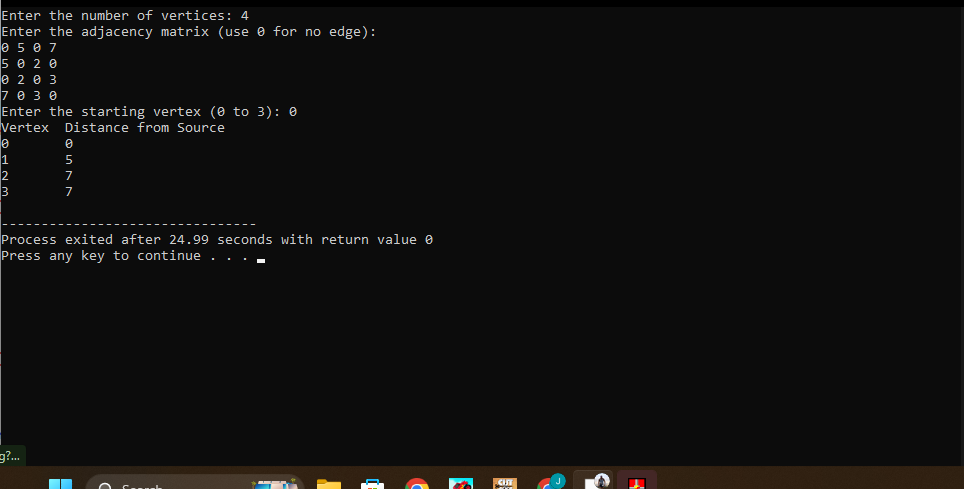 Enter the number of vertices: 4
Enter the adjacency matrix (use 0 for no edge):
0 5 0 7
5 0 2 0
0 2 0 3
7 0 3 0
Enter the starting vertex (0 to 3): 0
Vertex  Distance from Source
0       0
1       5
2       7
3       7
--------------------------------
Process exited after 24.99 seconds with return value 0
Press any key to continue . . .
g?...
Search
J